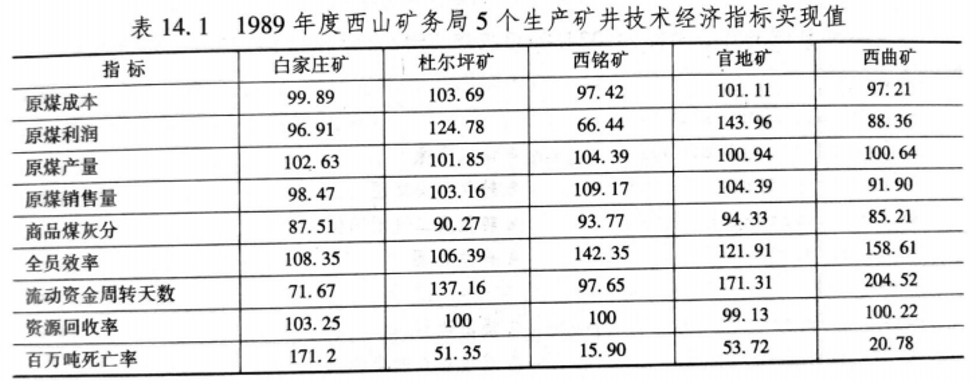 表 14.1 1989 年度西山矿务局 5 个生产矿井技术经济指标实现值
指 标 白家庄矿 杜尔坪矿 西铭矿 官地矿 西曲矿
原煤成本 99.89 103.69 97.42 101.11 97.21
原煤利润 96.91 124.78 66.44 143.96 88.36
原煤产量 102.63 101.85 104.39 100.94 100.64
原煤销售量 98.47 103.16 109.17 104.39 91.90
商品煤灰分 87.51 90.27 93.77 94.33 85.21
全员效率 108.35 106.39 142.35 121.91 158.61
流动资金周转天数 71.67 137.16 97.65 171.31 204.52
资源回收率 103.25 100 100 99.13 100.22
百万吨死亡率 171.2 51.35 15.90 53.72 20.78